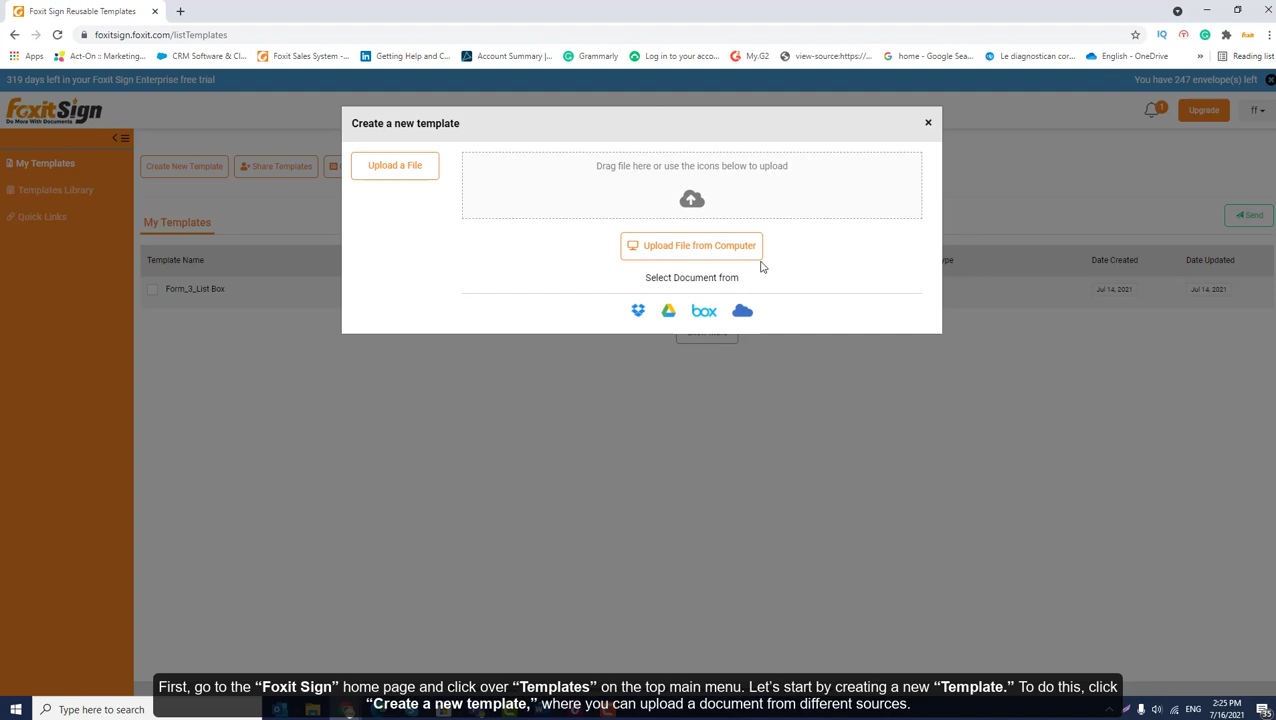 Foxit Sign Reusable Templates
foxitsign.foxit.com/listTemplates
Apps Act-On :: Marketing... CRM Software & Cl... Foxit Sales System -... Getting Help and C... Account Summary |... Grammarly Log in to your acco... My.G2 view-source:https:/... home - Google Sea... Le diagnostican cor... English - OneDrive » Reading list
319 days left in your Foxit Sign Enterprise free trial You have 247 envelope(s) left
foxitSign
Do More With Documents
1 Upgrade ff
Create a new template
My Templates
Create New Template Share Templates
Upload a File
Drag file here or use the icons below to upload
Templates Library
Quick Links
My Templates
Send
Upload File from Computer
Template Name Date Created Date Updated
Select Document from
Form_3_List Box Jul 14, 2021 Jul 14, 2021
box
First, go to the “Foxit Sign” home page and click over “Templates” on the top main menu. Let’s start by creating a new “Template.” To do this, click
“Create a new template,” where you can upload a document from different sources.
Type here to search
ENG
2:25 PM
7/16/2021